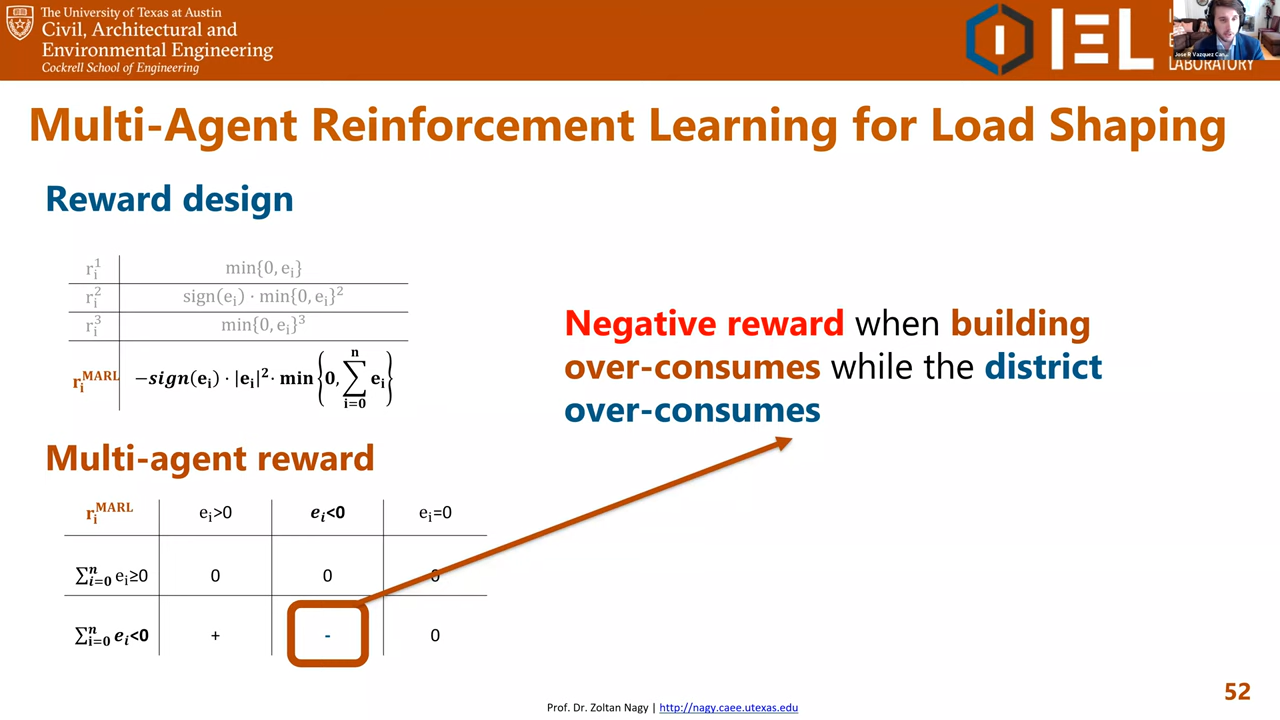 The University of Texas at Austin
Civil, Architectural and
Environmental Engineering
Cockrell School of Engineering
IEL
LABORATORY
Multi-Agent Reinforcement Learning for Load Shaping
Reward design
r_i^1 min{0, e_i}
r_i^2 sign(e_i) · min{0, e_i}^2
r_i^3 min{0, e_i}^3
r_i^MARL −sign(e_i) · |e_i|^2 · min {0, ∑_{i=0}^{n} e_i}
Negative reward when building
over-consumes while the district
over-consumes
Multi-agent reward
r_i^MARL e_i>0 e_i<0 e_i=0
∑_{i=0}^{n} e_i≥0 0 0 0
∑_{i=0}^{n} e_i<0 + - 0
52
Prof. Dr. Zoltan Nagy | http://nagy.caee.utexas.edu